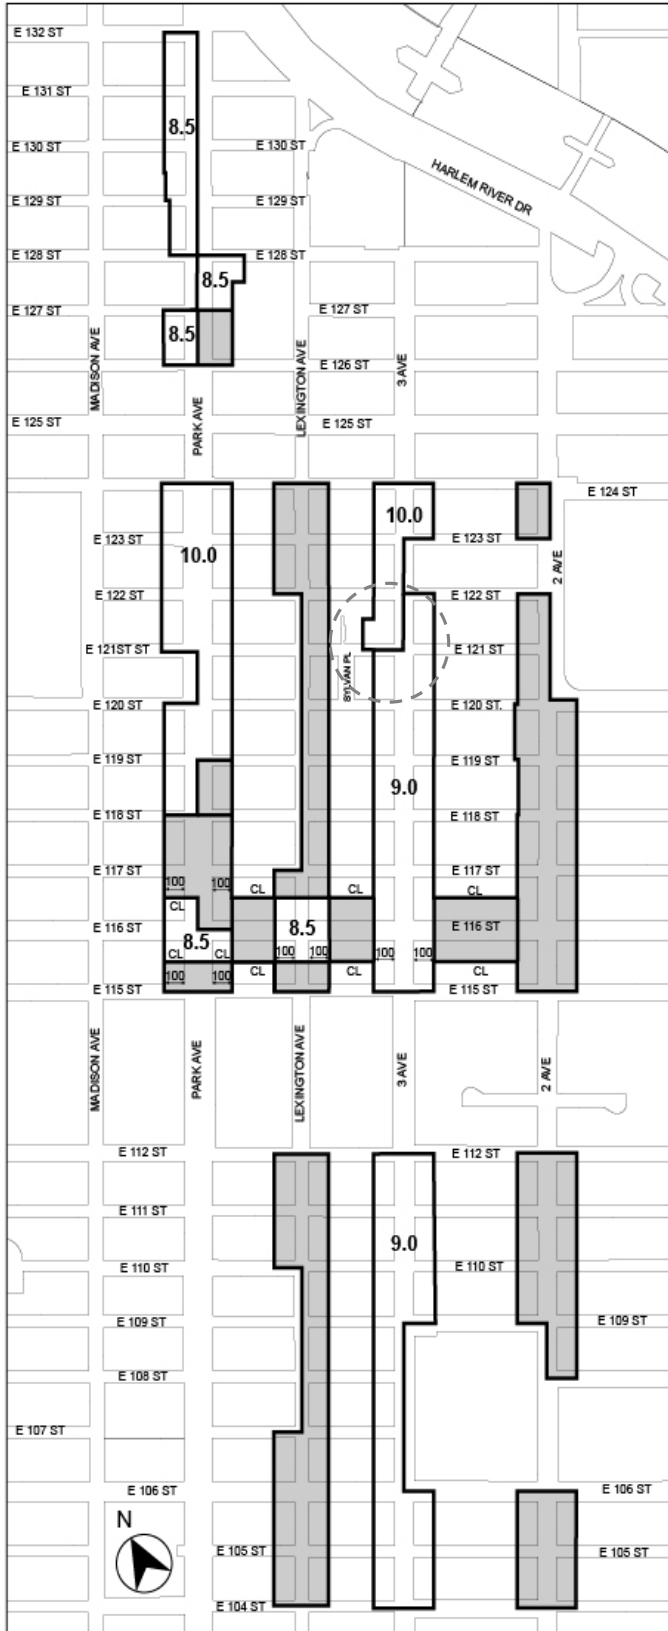 E 132 ST
E 131 ST
8.5
E 130 ST
E 130 ST
HARLEM RIVER DR
E 129 ST
E 129 ST
E 128 ST
E 128 ST
8.5
E 127 ST
E 127 ST
8.5
MADISON AVE
LEXINGTON AVE
3 AVE
E 126 ST
PARK AVE
E 125 ST
E 125 ST
E 124 ST
10.0
E 123 ST
E 123 ST
10.0
2 AVE
E 122 ST
E 122 ST
E 121ST ST
E 121 ST
SYLVAN PL
E 120 ST
E 120 ST.
E 119 ST
E 119 ST
9.0
E 118 ST
E 118 ST
E 117 ST
E 117 ST
100
100
CL
CL
CL
CL
E 116 ST
8.5
E 116 ST
8.5
CL
CL
100
100
100
100
100
100
CL
CL
CL
E 115 ST
E 115 ST
MADISON AVE
PARK AVE
LEXINGTON AVE
3 AVE
2 AVE
E 112 ST
E 112 ST
E 111 ST
9.0
E 110 ST
E 110 ST
E 109 ST
E 109 ST
E 108 ST
E 107 ST
E 106 ST
E 106 ST
N
E 105 ST
E 105 ST
E 104 ST